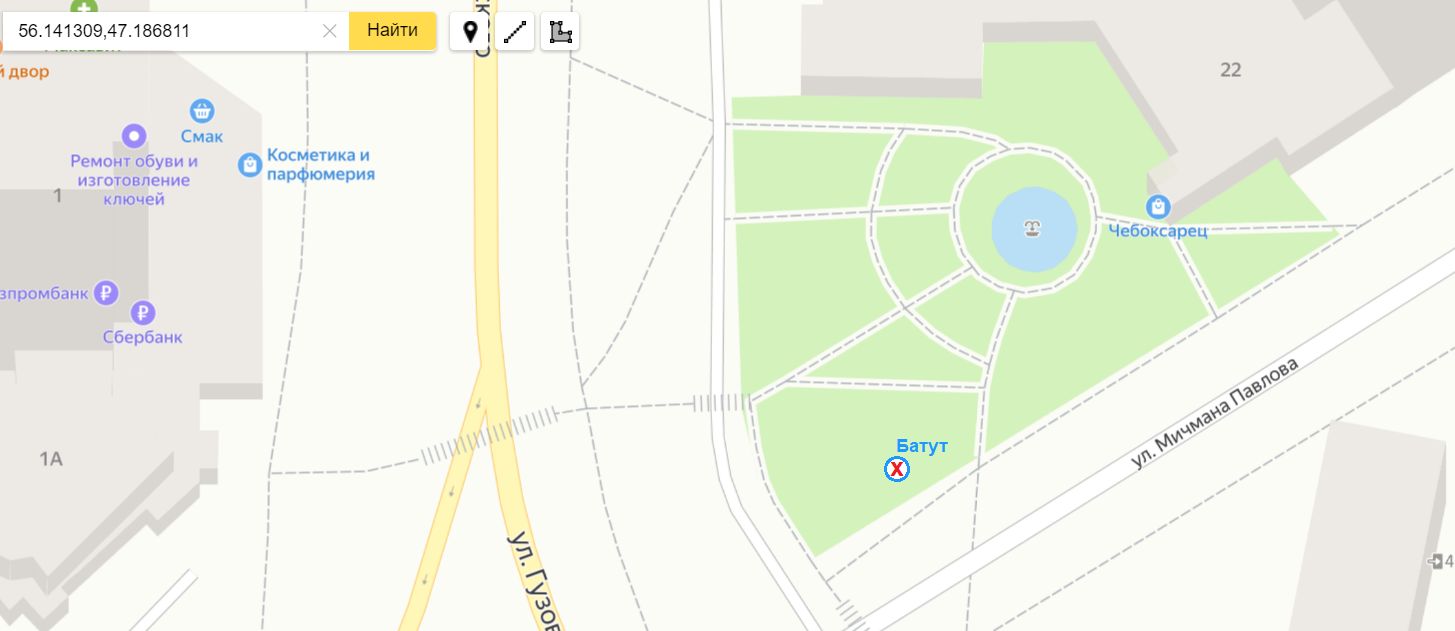 56.141309,47.186811
Найти
22
двор
Смак
Ремонт обуви и
изготовление
ключей
Косметика и
парфюмерия
1
Чебоксарец
зпромбанк
Сбербанк
ул. Мичмана Павлова
1А
Батут
X
ул. Гузов
4